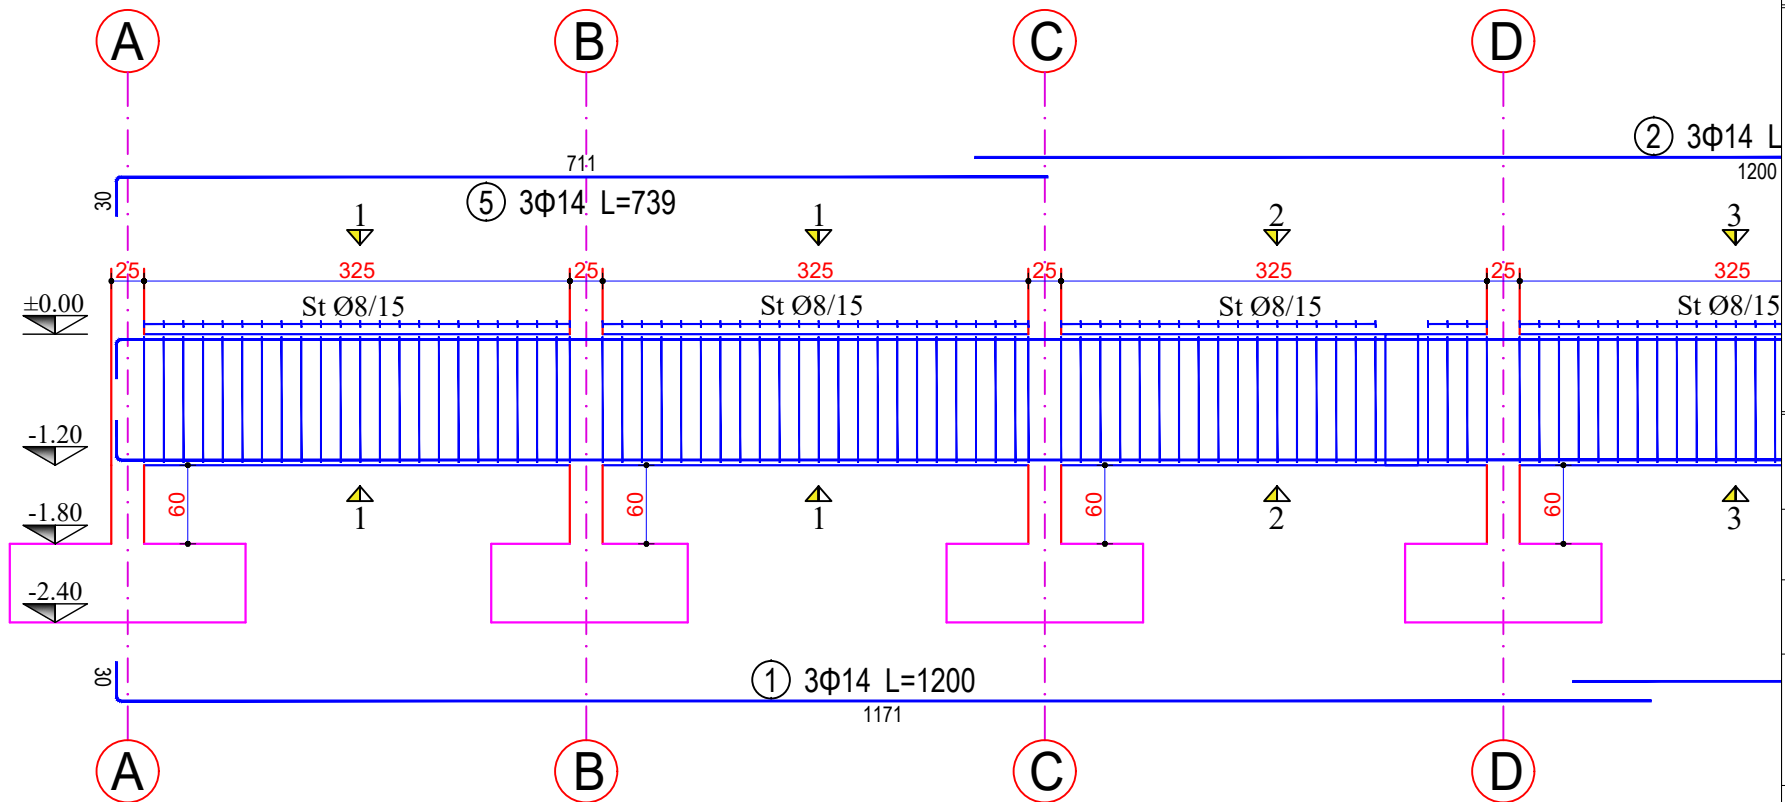 A B C D
2 3Φ14 L
1200
711
30
5 3Φ14 L=739
1 1 2 3
25 325 25 325 25 325 25 325
±0.00 St Ø8/15 St Ø8/15 St Ø8/15 St Ø8/15
-1.20
60 60 60 60
-1.80
1 1 2 3
-2.40
30
1 3Φ14 L=1200
1171
A B C D